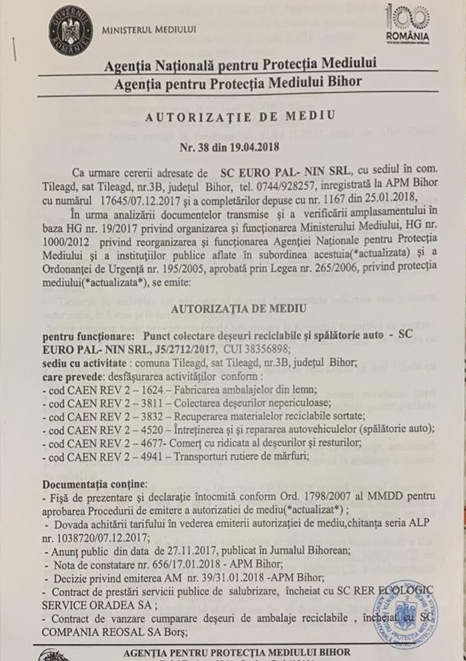 MINISTERUL MEDIULUI
100
ROMÂNIA
Agenția Națională pentru Protecția Mediului
Agenția pentru Protecția Mediului Bihor
AUTORIZAȚIE DE MEDIU
Nr. 38 din 19.04.2018
Ca urmare cererii adresate de SC EURO PAL- NIN SRL, cu sediul în com.
Tileagd, sat Tileagd, nr.3B, județul Bihor, tel. 0744/928257, inregistrată la APM Bihor
cu numărul 17645/07.12.2017 și a completărilor depuse cu nr. 1167 din 25.01.2018,
În urma analizării documentelor transmise și a verificării amplasamentului în
baza HG nr. 19/2017 privind organizarea și funcționarea Ministerului Mediului, HG nr.
1000/2012 privind reorganizarea și funcționarea Agenției Naționale pentru Protecția
Mediului și a instituțiilor publice aflate în subordinea acestuia(*actualizata) și a
Ordonanței de Urgență nr. 195/2005, aprobată prin Legea nr. 265/2006, privind protecția
mediului(*actualizata*), se emite:
AUTORIZAȚIA DE MEDIU
pentru funcționare: Punct colectare deșeuri reciclabile și spălătorie auto - SC
EURO PAL- NIN SRL, J5/2712/2017, CUI 38356898;
sediu cu activitate : comuna Tileagd, sat Tileagd, nr.3B, județul Bihor;
care prevede: desfășurarea activităților conform :
- cod CAEN REV 2 – 1624 – Fabricarea ambalajelor din lemn;
- cod CAEN REV 2 – 3811 – Colectarea deșeurilor nepericuloase;
- cod CAEN REV 2 – 3832 – Recuperarea materialelor reciclabile sortate;
- cod CAEN REV 2 – 4520 – Întreținerea și și repararea autovehiculelor (spălătorie auto);
- cod CAEN REV 2 – 4677- Comerț cu ridicata al deșeurilor și resturilor;
- cod CAEN REV 2 – 4941 – Transporturi rutiere de mărfuri;
Documentația conține:
- Fișă de prezentare și declarație întocmită conform Ord. 1798/2007 al MMDD pentru
aprobarea Procedurii de emitere a autorizatiei de mediu(*actualizat*) ;
- Dovada achitării tarifului în vederea emiterii autorizației de mediu,chitanța seria ALP
nr. 1038720/07.12.2017;
- Anunț public din data de 27.11.2017, publicat în Jurnalul Bihorean;
- Nota de constatare nr. 656/17.01.2018 - APM Bihor;
- Decizie privind emiterea AM nr. 39/31.01.2018 -APM Bihor;
- Contract de prestări servicii publice de salubrizare, încheiat cu SC RER ECOLOGIC
SERVICE ORADEA SA ;
- Contract de vanzare cumparare deșeuri de ambalaje reciclabile , încheiat cu SC
COMPANIA REOSAL SA Borș;
AGENȚIA PENTRU PROTECȚIA MEDIULUI BIHOR